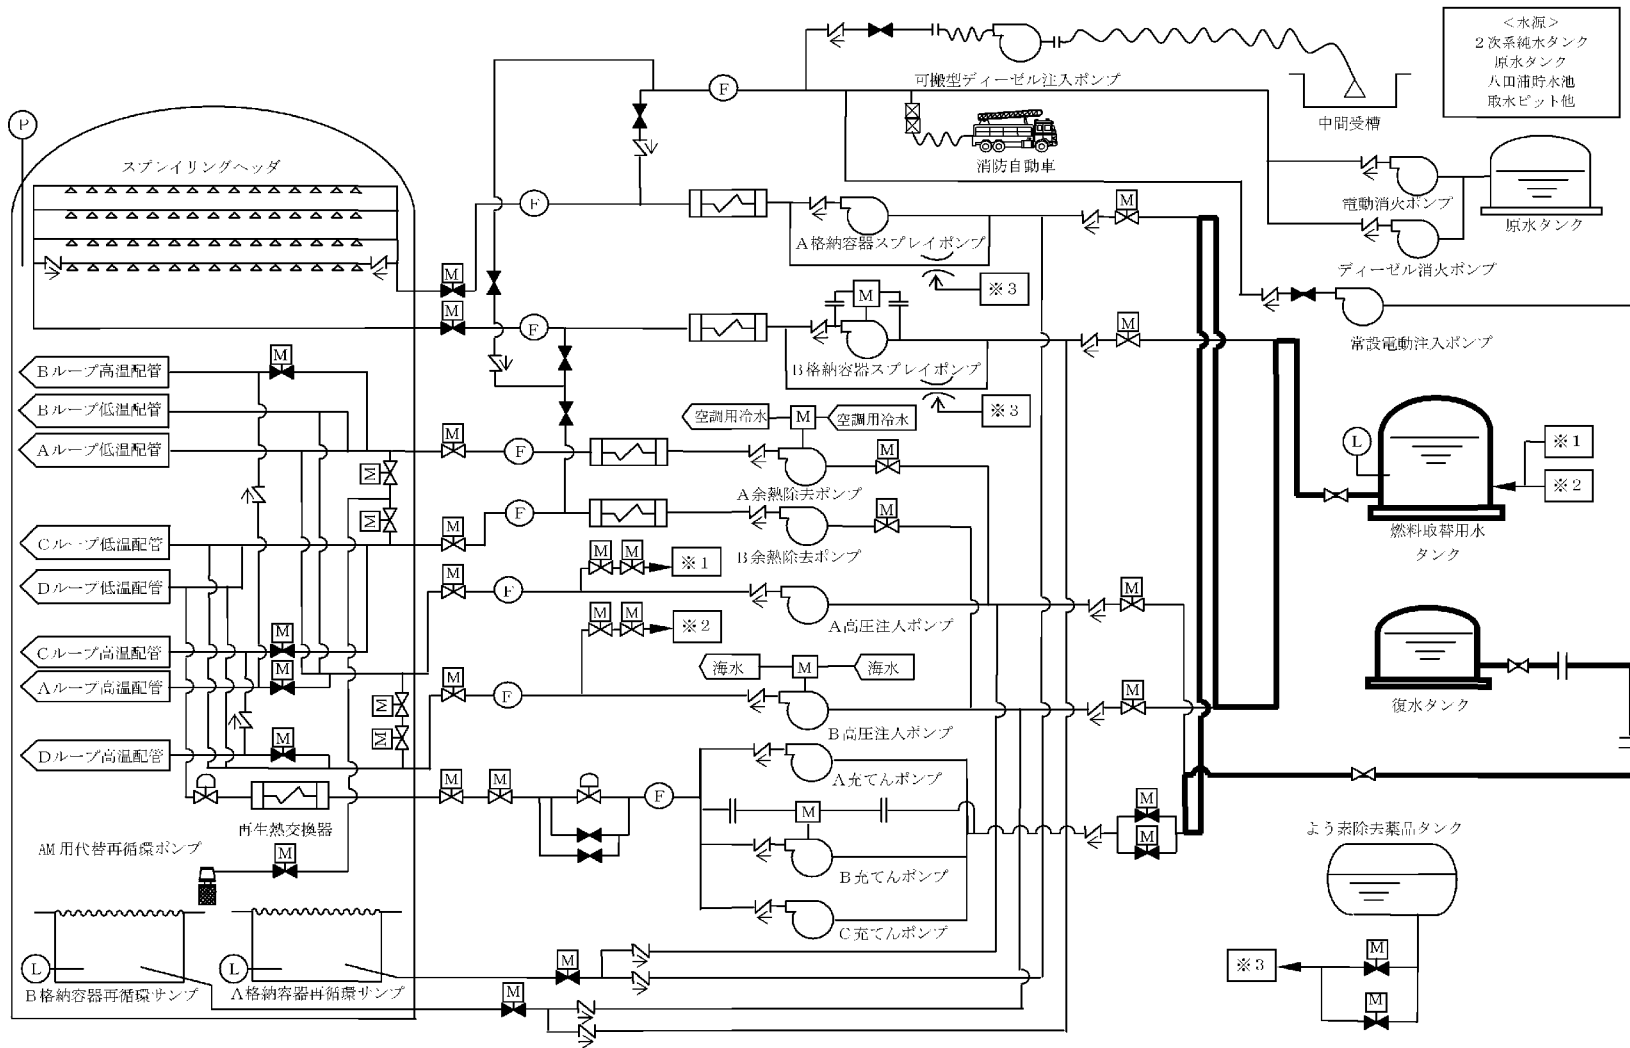 <水源>
2次系純水タンク
原水タンク
八田浦貯水池
取水ピット他
可搬型ディーゼル注入ポンプ
中間受槽
消防自動車
電動消火ポンプ
原水タンク
ディーゼル消火ポンプ
常設電動注入ポンプ
P
F
スプンイリングヘッダ
F
M
A格納容器スプレイポンプ
※3
M
M
M
F
M
M
B格納容器スプレイポンプ
※3
Bループ高温配管
M
Bループ低温配管
空調用冷水
M
空調用冷水
Aループ低温配管
M
F
M
M
A余熱除去ポンプ
L
※1
※2
燃料取替用水
タンク
M
Cループ低温配管
M
F
M
B余熱除去ポンプ
Dループ低温配管
M
F
M
M
※1
A高圧注入ポンプ
M
M
M
※2
Cループ高温配管
M
Aループ高温配管
M
海水
M
海水
復水タンク
M
M
F
M
B高圧注入ポンプ
Dループ高温配管
M
M
A充てんポンプ
再生熱交換器
M
M
F
M
B充てんポンプ
M
M
よう素除去薬品タンク
AM用代替再循環ポンプ
M
C充てんポンプ
L
B格納容器再循環サンプ
L
A格納容器再循環サンプ
M
M
※3
M
M